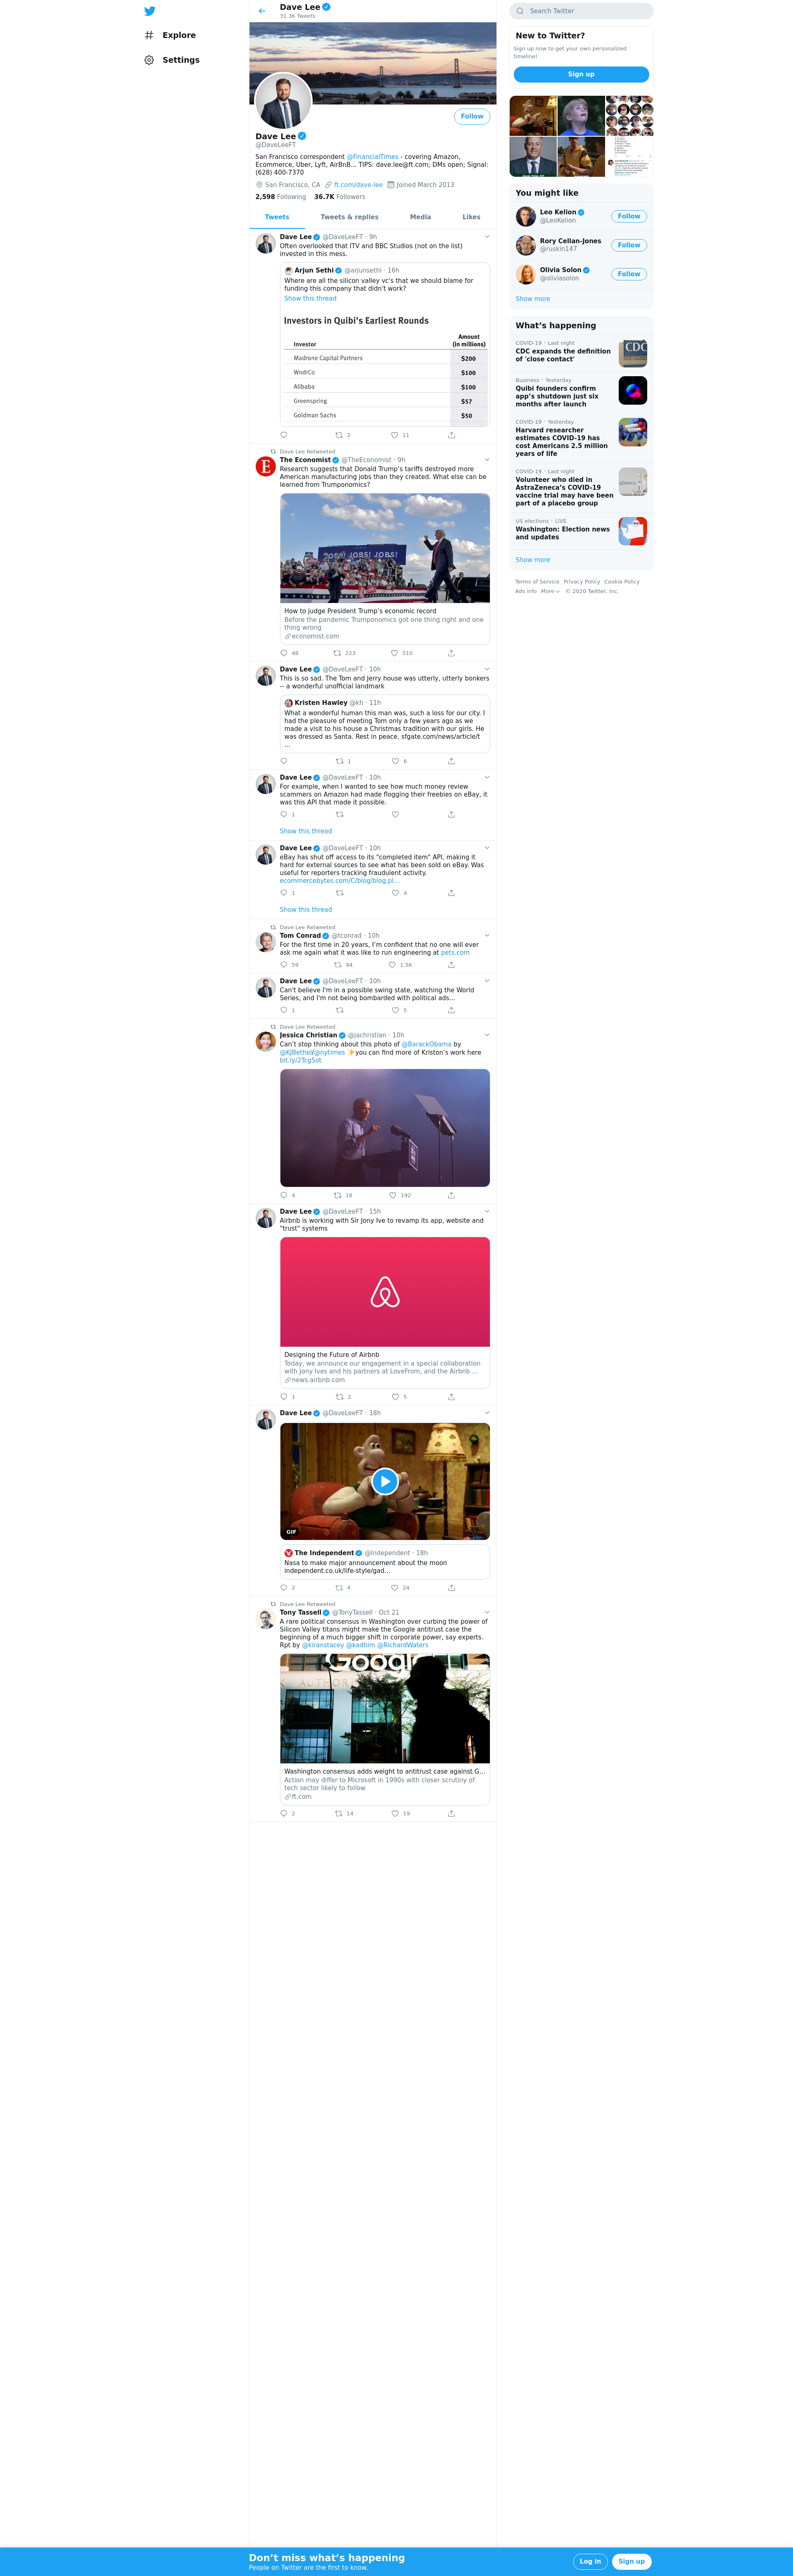 Explore
Settings
Dave Lee
31.3K Tweets
Follow
Dave Lee
@DaveLeeFT
San Francisco correspondent @FinancialTimes - covering Amazon,
Ecommerce, Uber, Lyft, AirBnB... TIPS: dave.lee@ft.com; DMs open; Signal:
(628) 400-7370
San Francisco, CA ft.com/dave-lee Joined March 2013
2,598 Following 36.7K Followers
Tweets Tweets & replies Media Likes
Dave Lee @DaveLeeFT · 9h
Often overlooked that ITV and BBC Studios (not on the list)
invested in this mess.
Arjun Sethi @arjunsethi · 16h
Where are all the silicon valley vc's that we should blame for
funding this company that didn't work?
Show this thread
Investors in Quibi's Earliest Rounds
Investor Amount (in millions)
Madrone Capital Partners $200
WndrCo $100
Alibaba $100
Greenspring $57
Goldman Sachs $50
2 11
Dave Lee Retweeted
The Economist @TheEconomist · 9h
Research suggests that Donald Trump's tariffs destroyed more
American manufacturing jobs than they created. What else can be
learned from Trumponomics?
JOBS! JOBS! JOBS!
How to judge President Trump's economic record
Before the pandemic Trumponomics got one thing right and one
thing wrong
economist.com
48 223 510
Dave Lee @DaveLeeFT · 10h
This is so sad. The Tom and Jerry house was utterly, utterly bonkers
-- a wonderful unofficial landmark
Kristen Hawley @kh · 11h
What a wonderful human this man was, such a loss for our city. I
had the pleasure of meeting Tom only a few years ago as we
made a visit to his house a Christmas tradition with our girls. He
was dressed as Santa. Rest in peace. sfgate.com/news/article/t
...
1 6
Dave Lee @DaveLeeFT · 10h
For example, when I wanted to see how much money review
scammers on Amazon had made flogging their freebies on eBay, it
was this API that made it possible.
1
Show this thread
Dave Lee @DaveLeeFT · 10h
eBay has shut off access to its "completed item" API, making it
hard for external sources to see what has been sold on eBay. Was
useful for reporters tracking fraudulent activity.
ecommercebytes.com/C/blog/blog.pl...
1 4
Show this thread
Dave Lee Retweeted
Tom Conrad @tconrad · 10h
For the first time in 20 years, I'm confident that no one will ever
ask me again what it was like to run engineering at pets.com
59 84 1.5K
Dave Lee @DaveLeeFT · 10h
Can't believe I'm in a possible swing state, watching the World
Series, and I'm not being bombarded with political ads...
1 5
Dave Lee Retweeted
Jessica Christian @jachristian · 10h
Can't stop thinking about this photo of @BarackObama by
@KJBethel/@nytimes ✨you can find more of Kriston's work here
bit.ly/2Tcg5ot
4 18 192
Dave Lee @DaveLeeFT · 15h
Airbnb is working with Sir Jony Ive to revamp its app, website and
"trust" systems
Designing the Future of Airbnb
Today, we announce our engagement in a special collaboration
with Jony Ives and his partners at LoveFrom, and the Airbnb ...
news.airbnb.com
1 2 5
Dave Lee @DaveLeeFT · 18h
GIF
The Independent @Independent · 18h
Nasa to make major announcement about the moon
independent.co.uk/life-style/gad...
2 4 24
Dave Lee Retweeted
Tony Tassell @TonyTassell · Oct 21
A rare political consensus in Washington over curbing the power of
Silicon Valley titans might make the Google antitrust case the
beginning of a much bigger shift in corporate power, say experts.
Rpt by @kiranstacey @kadhim @RichardWaters
Google
Washington consensus adds weight to antitrust case against G...
Action may differ to Microsoft in 1990s with closer scrutiny of
tech sector likely to follow
ft.com
2 14 19
Search Twitter
New to Twitter?
Sign up now to get your own personalized
timeline!
Sign up
You might like
Leo Kelion
@LeoKelion
Follow
Rory Cellan-Jones
@ruskin147
Follow
Olivia Solon
@oliviasolon
Follow
Show more
What's happening
COVID-19 · Last night
CDC expands the definition
of 'close contact'
CDC
Business · Yesterday
Quibi founders confirm
app's shutdown just six
months after launch
COVID-19 · Yesterday
Harvard researcher
estimates COVID-19 has
cost Americans 2.5 million
years of life
COVID-19 · Last night
Volunteer who died in
AstraZeneca's COVID-19
vaccine trial may have been
part of a placebo group
US elections · LIVE
Washington: Election news
and updates
Show more
Terms of Service Privacy Policy Cookie Policy
Ads info More © 2020 Twitter, Inc.
Don't miss what's happening
People on Twitter are the first to know.
Log in
Sign up